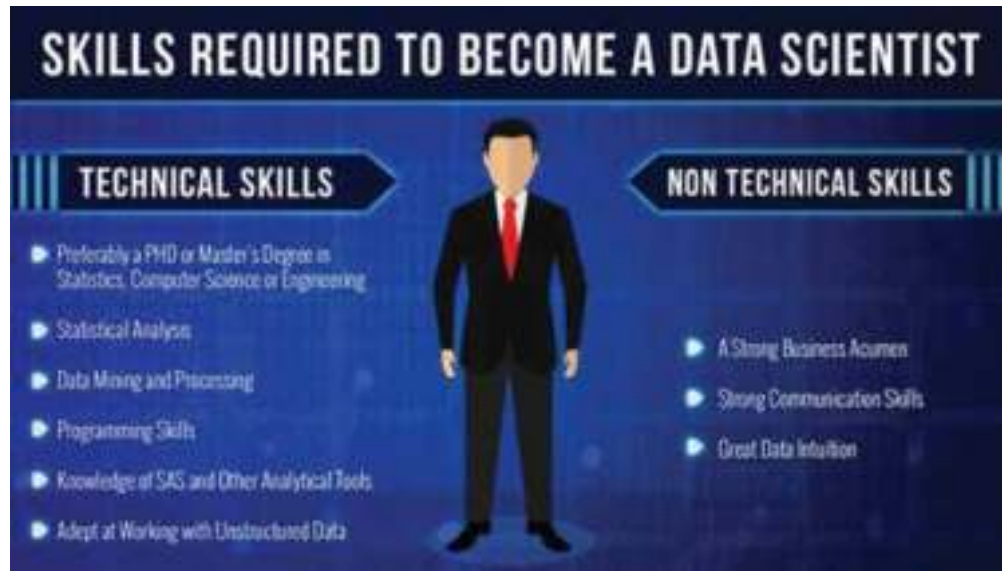 SKILLS REQUIRED TO BECOME A DATA SCIENTIST
TECHNICAL SKILLS
Preferably a PHD or Master's Degree in
Statistics, Computer Science or Engineering
Statistical Analysis
Data Mining and Processing
Programming Skills
Knowledge of SAS and Other Analytical Tools
Adept at Working with Unstructured Data
NON TECHNICAL SKILLS
A Strong Business Acumen
Strong Communication Skills
Great Data Intuition